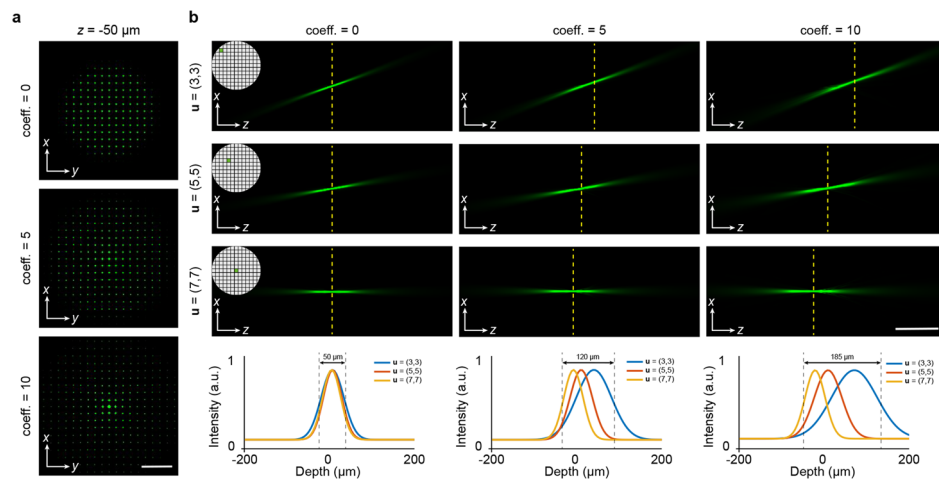 a
z = -50 µm
coeff. = 0
x
y
coeff. = 5
x
y
coeff. = 10
x
y
b
coeff. = 0
coeff. = 5
coeff. = 10
u = (3,3)
x
z
x
z
x
z
u = (5,5)
x
z
x
z
x
z
u = (7,7)
x
z
x
z
x
z
Intensity (a.u.)
1
0
50 µm
u = (3,3)
u = (5,5)
u = (7,7)
-200
0
200
Depth (µm)
Intensity (a.u.)
1
0
120 µm
u = (3,3)
u = (5,5)
u = (7,7)
-200
0
200
Depth (µm)
Intensity (a.u.)
1
0
185 µm
u = (3,3)
u = (5,5)
u = (7,7)
-200
0
200
Depth (µm)